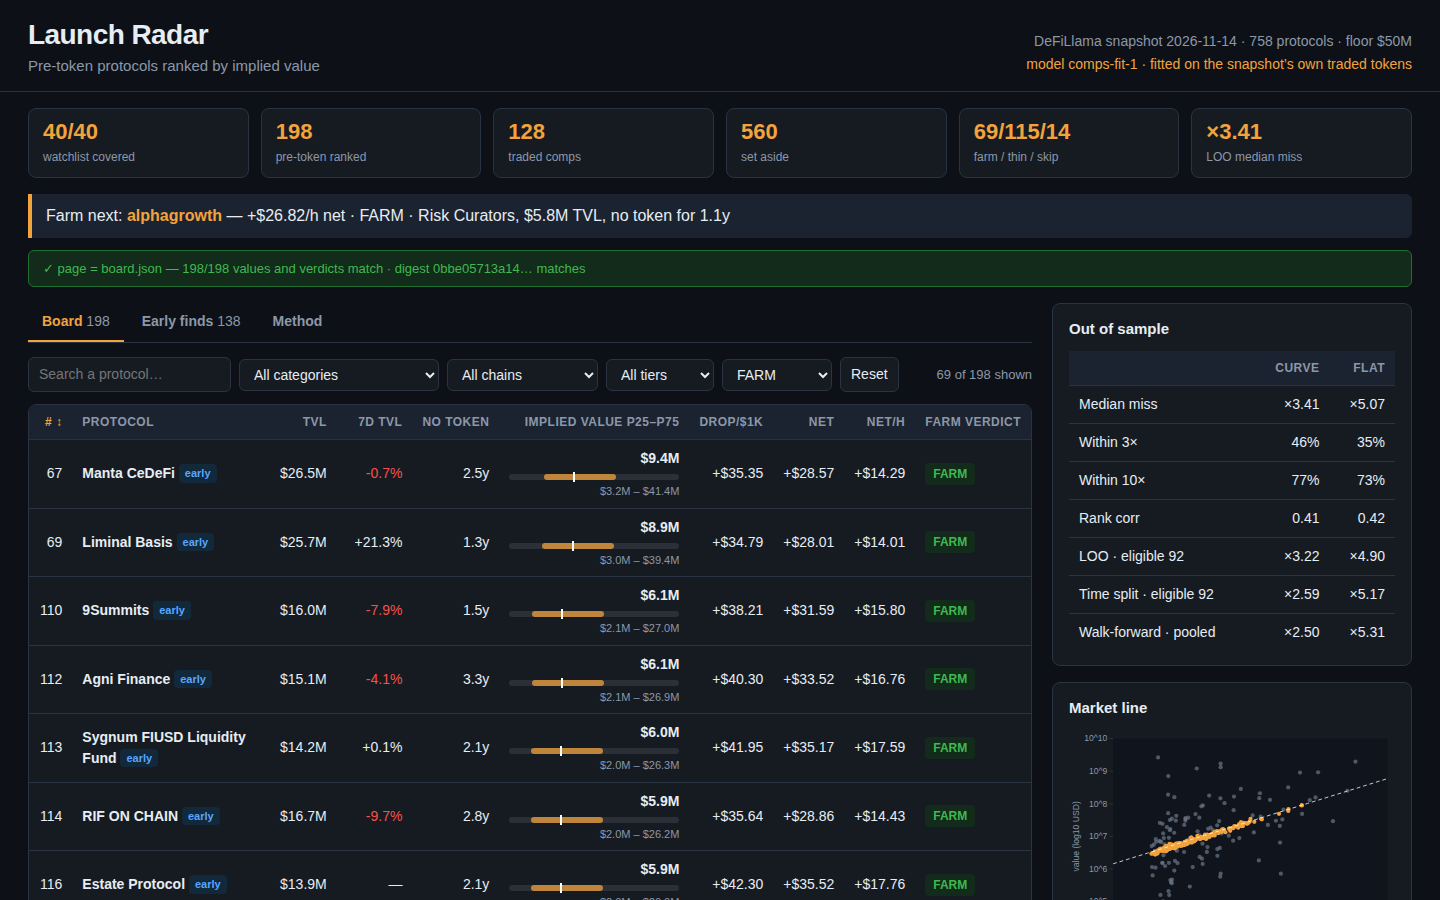 Launch Radar
Pre-token protocols ranked by implied value
DeFiLlama snapshot 2026-11-14 · 758 protocols · floor $50M
model comps-fit-1 · fitted on the snapshot's own traded tokens
40/40
watchlist covered
198
pre-token ranked
128
traded comps
560
set aside
69/115/14
farm / thin / skip
×3.41
LOO median miss
Farm next: alphagrowth — +$26.82/h net · FARM · Risk Curators, $5.8M TVL, no token for 1.1y
✓ page = board.json — 198/198 values and verdicts match · digest 0bbe05713a14… matches
Board 198 Early finds 138 Method
Search a protocol… All categories All chains All tiers FARM Reset 69 of 198 shown
# ↕ PROTOCOL TVL 7D TVL NO TOKEN IMPLIED VALUE P25–P75 DROP/$1K NET NET/H FARM VERDICT
67 Manta CeDeFi early $26.5M -0.7% 2.5y $9.4M +$35.35 +$28.57 +$14.29 FARM
$3.2M – $41.4M
69 Liminal Basis early $25.7M +21.3% 1.3y $8.9M +$34.79 +$28.01 +$14.01 FARM
$3.0M – $39.4M
110 9Summits early $16.0M -7.9% 1.5y $6.1M +$38.21 +$31.59 +$15.80 FARM
$2.1M – $27.0M
112 Agni Finance early $15.1M -4.1% 3.3y $6.1M +$40.30 +$33.52 +$16.76 FARM
$2.1M – $26.9M
113 Sygnum FIUSD Liquidity Fund early $14.2M +0.1% 2.1y $6.0M +$41.95 +$35.17 +$17.59 FARM
$2.0M – $26.3M
114 RIF ON CHAIN early $16.7M -9.7% 2.8y $5.9M +$35.64 +$28.86 +$14.43 FARM
$2.0M – $26.2M
116 Estate Protocol early $13.9M — 2.1y $5.9M +$42.30 +$35.52 +$17.76 FARM
Out of sample
CURVE FLAT
Median miss ×3.41 ×5.07
Within 3× 46% 35%
Within 10× 77% 73%
Rank corr 0.41 0.42
LOO · eligible 92 ×3.22 ×4.90
Time split · eligible 92 ×2.59 ×5.17
Walk-forward · pooled ×2.50 ×5.31
Market line
10^10
10^9
10^8
10^7
10^6
value (log10 USD)